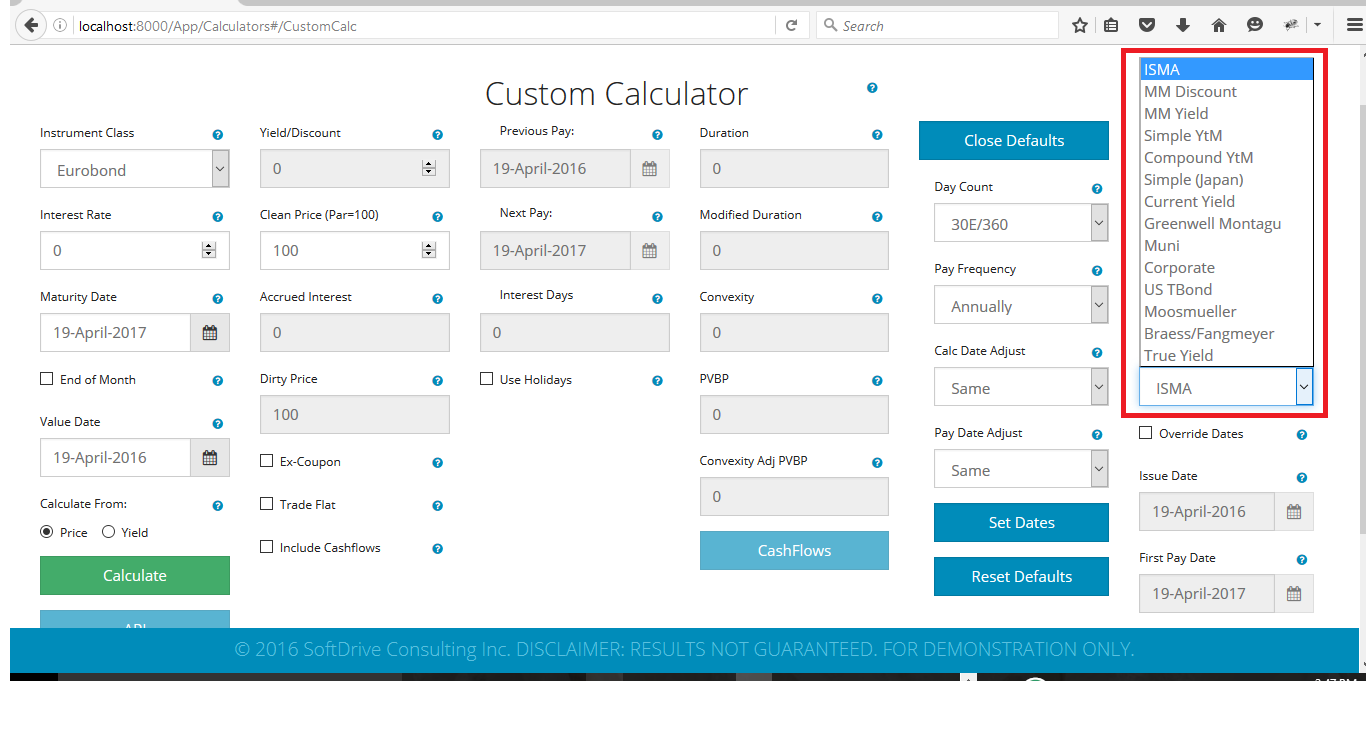 localhost:8000/App/Calculators#/CustomCalc
Search
Custom Calculator
Instrument Class
Eurobond
Interest Rate
0
Maturity Date
19-April-2017
End of Month
Value Date
19-April-2016
Calculate From:
Price Yield
Calculate
Yield/Discount
0
Clean Price (Par=100)
100
Accrued Interest
0
Dirty Price
100
Ex-Coupon
Trade Flat
Include Cashflows
Previous Pay:
19-April-2016
Next Pay:
19-April-2017
Interest Days
0
Use Holidays
Duration
0
Modified Duration
0
Convexity
0
PVBP
0
Convexity Adj PVBP
0
CashFlows
Close Defaults
Day Count
30E/360
Pay Frequency
Annually
Calc Date Adjust
Same
Pay Date Adjust
Same
Set Dates
Reset Defaults
ISMA
MM Discount
MM Yield
Simple YtM
Compound YtM
Simple (Japan)
Current Yield
Greenwell Montagu
Muni
Corporate
US TBond
Moosmueller
Braess/Fangmeyer
True Yield
ISMA
Override Dates
Issue Date
19-April-2016
First Pay Date
19-April-2017
© 2016 SoftDrive Consulting Inc. DISCLAIMER: RESULTS NOT GUARANTEED. FOR DEMONSTRATION ONLY.